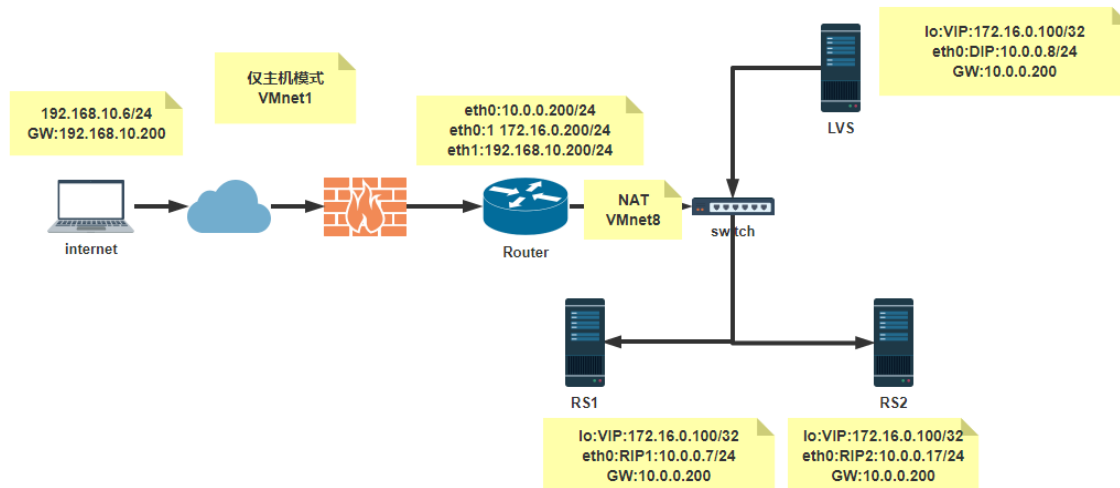 lo:VIP:172.16.0.100/32
eth0:DIP:10.0.0.8/24
GW:10.0.0.200
LVS
仅主机模式
VMnet1
192.168.10.6/24
GW:192.168.10.200
eth0:10.0.0.200/24
eth0:1 172.16.0.200/24
eth1:192.168.10.200/24
internet
Router
NAT
VMnet8
switch
RS1
RS2
lo:VIP:172.16.0.100/32
eth0:RIP1:10.0.0.7/24
GW:10.0.0.200
lo:VIP:172.16.0.100/32
eth0:RIP2:10.0.0.17/24
GW:10.0.0.200